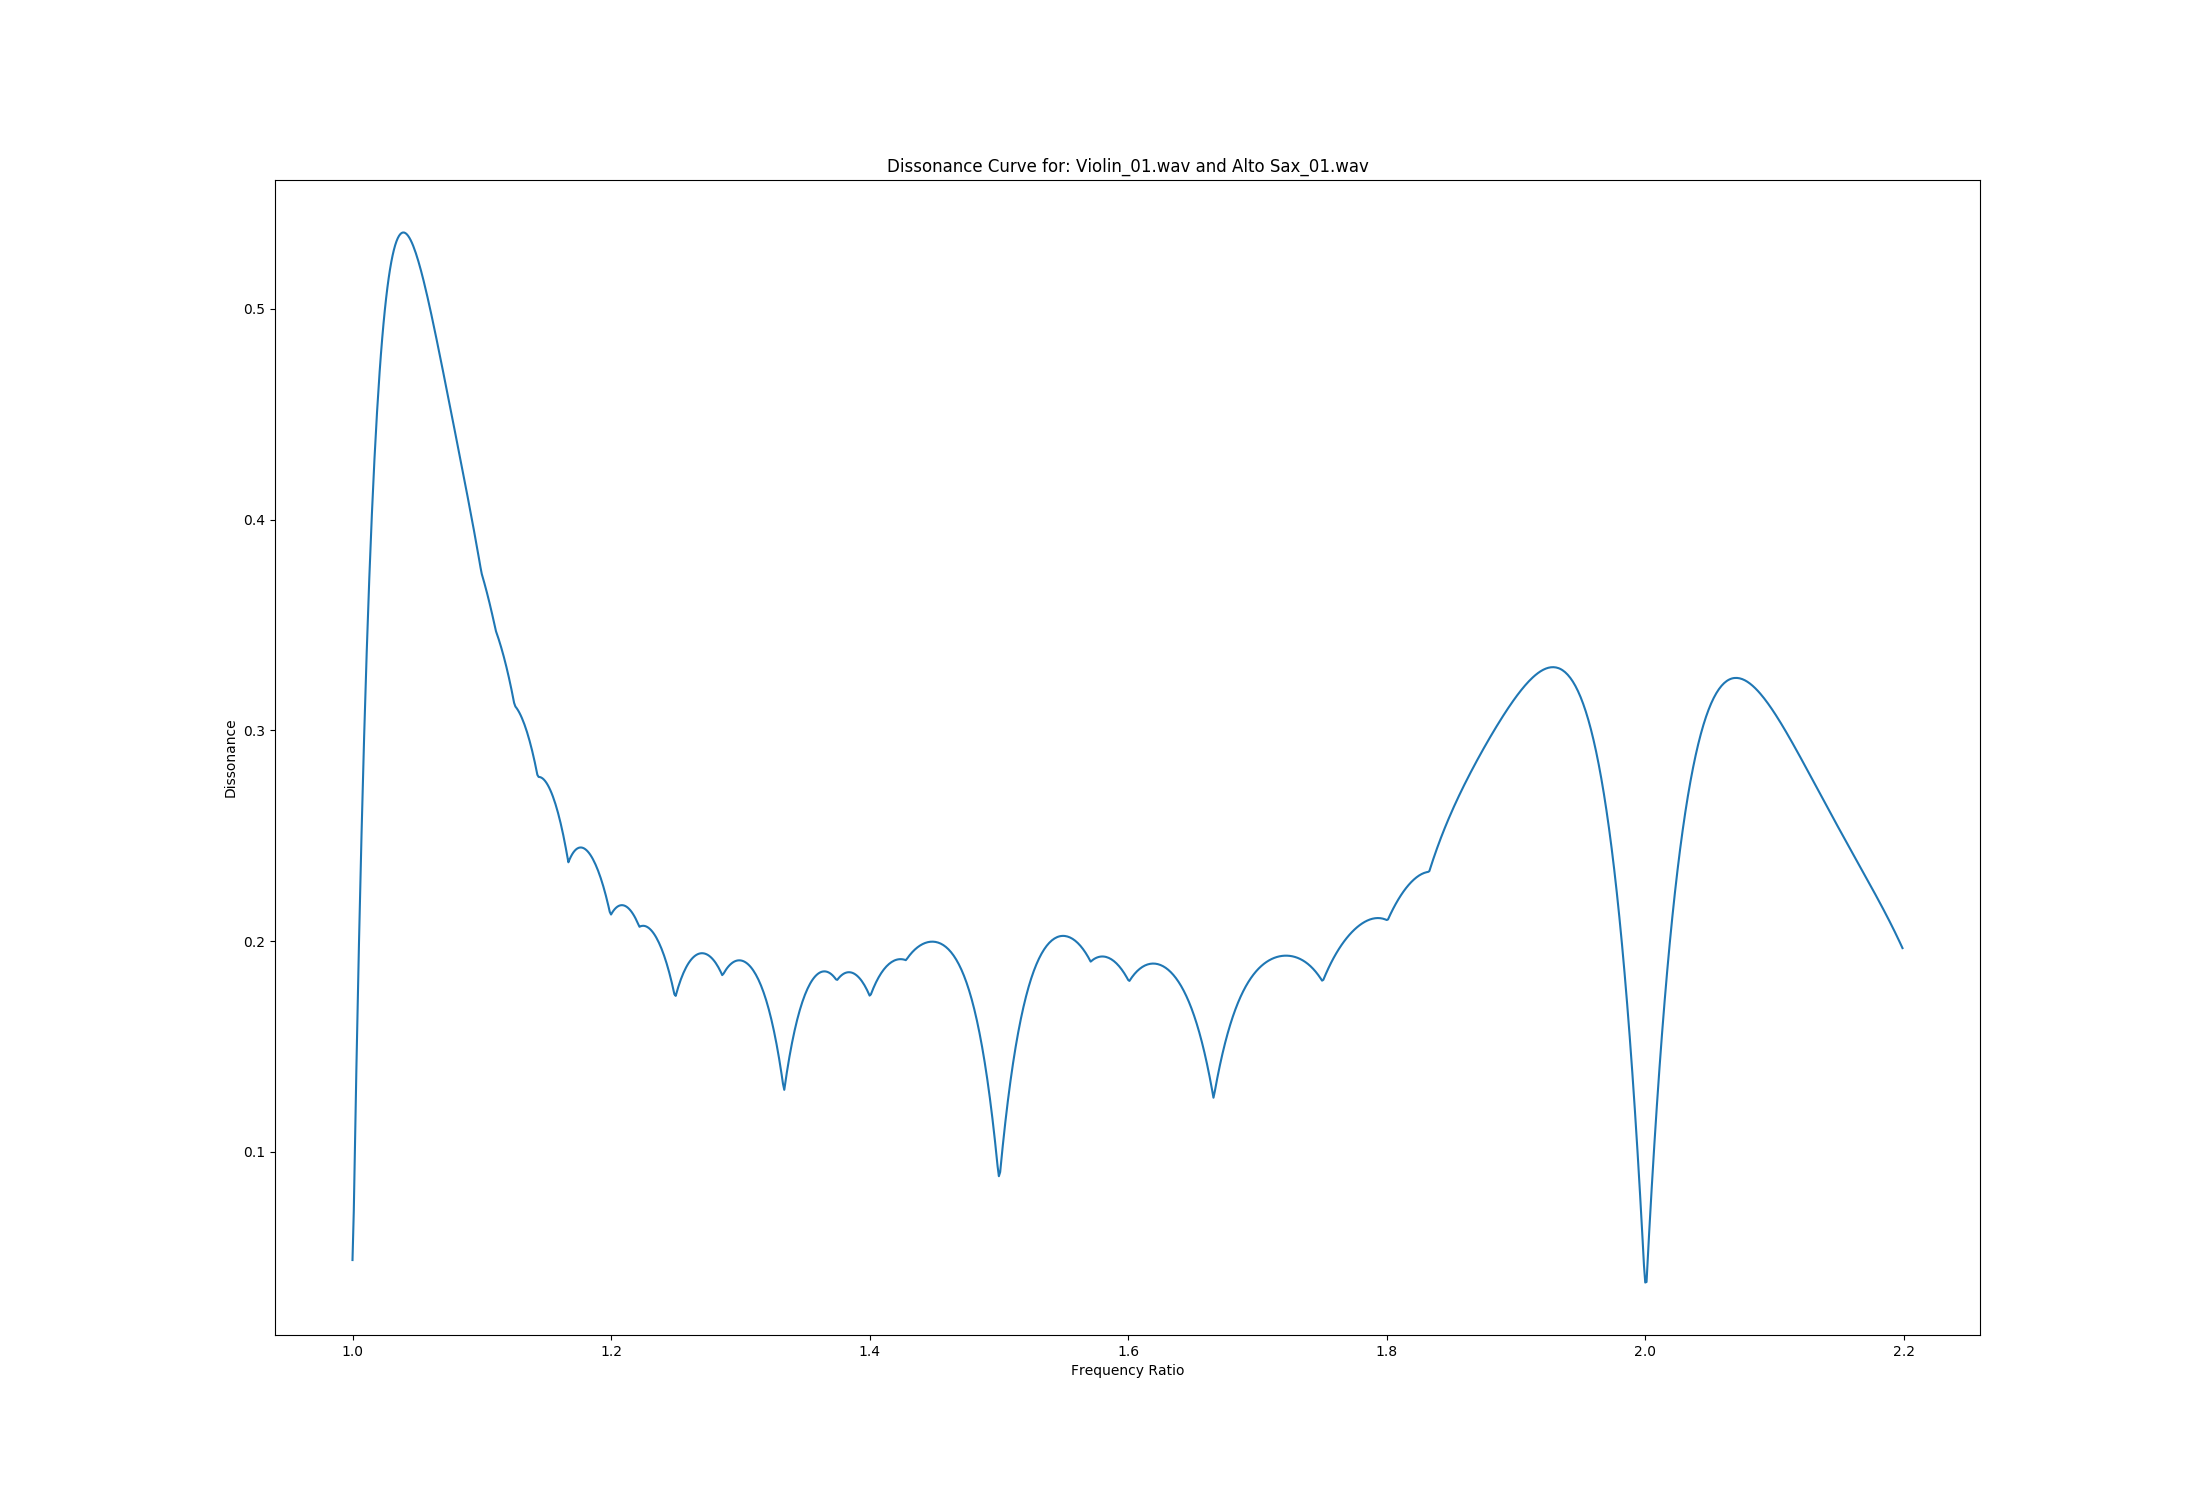 Dissonance Curve for: Violin_01.wav and Alto Sax_01.wav
0.5
0.4
0.3
0.2
0.1
Dissonance
1.0 1.2 1.4 1.6 1.8 2.0 2.2
Frequency Ratio